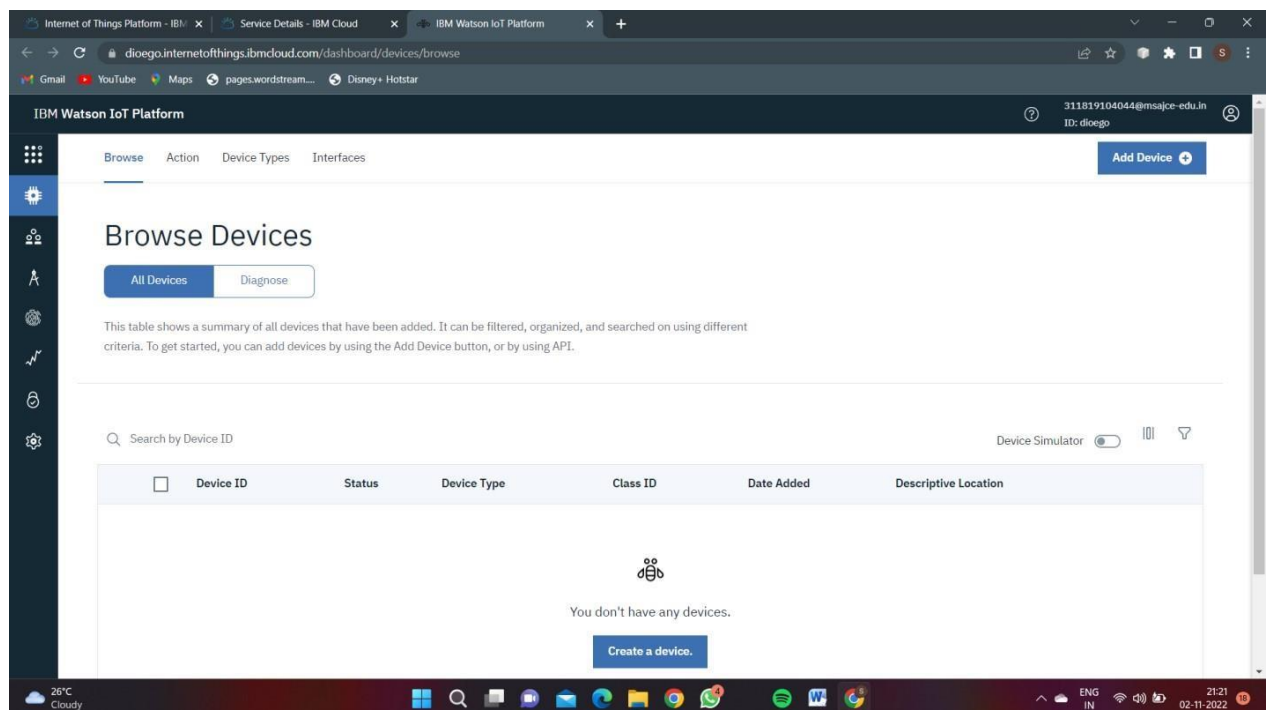 Internet of Things Platform - IBM
Service Details - IBM Cloud
IBM Watson IoT Platform
dioego.internetofthings.ibmcloud.com/dashboard/devices/browse
S
Gmail YouTube Maps pages.wordstream.... Disney+ Hotstar
IBM Watson IoT Platform
311819104044@msajce-edu.in
ID: dioego
Browse Action Device Types Interfaces
Add Device
Browse Devices
All Devices Diagnose
This table shows a summary of all devices that have been added. It can be filtered, organized, and searched on using different
criteria. To get started, you can add devices by using the Add Device button, or by using API.
Search by Device ID
Device Simulator
Device ID Status Device Type Class ID Date Added Descriptive Location
You don't have any devices.
Create a device.
26°C
Cloudy
4
W
ENG
IN
21:21
02-11-2022
18